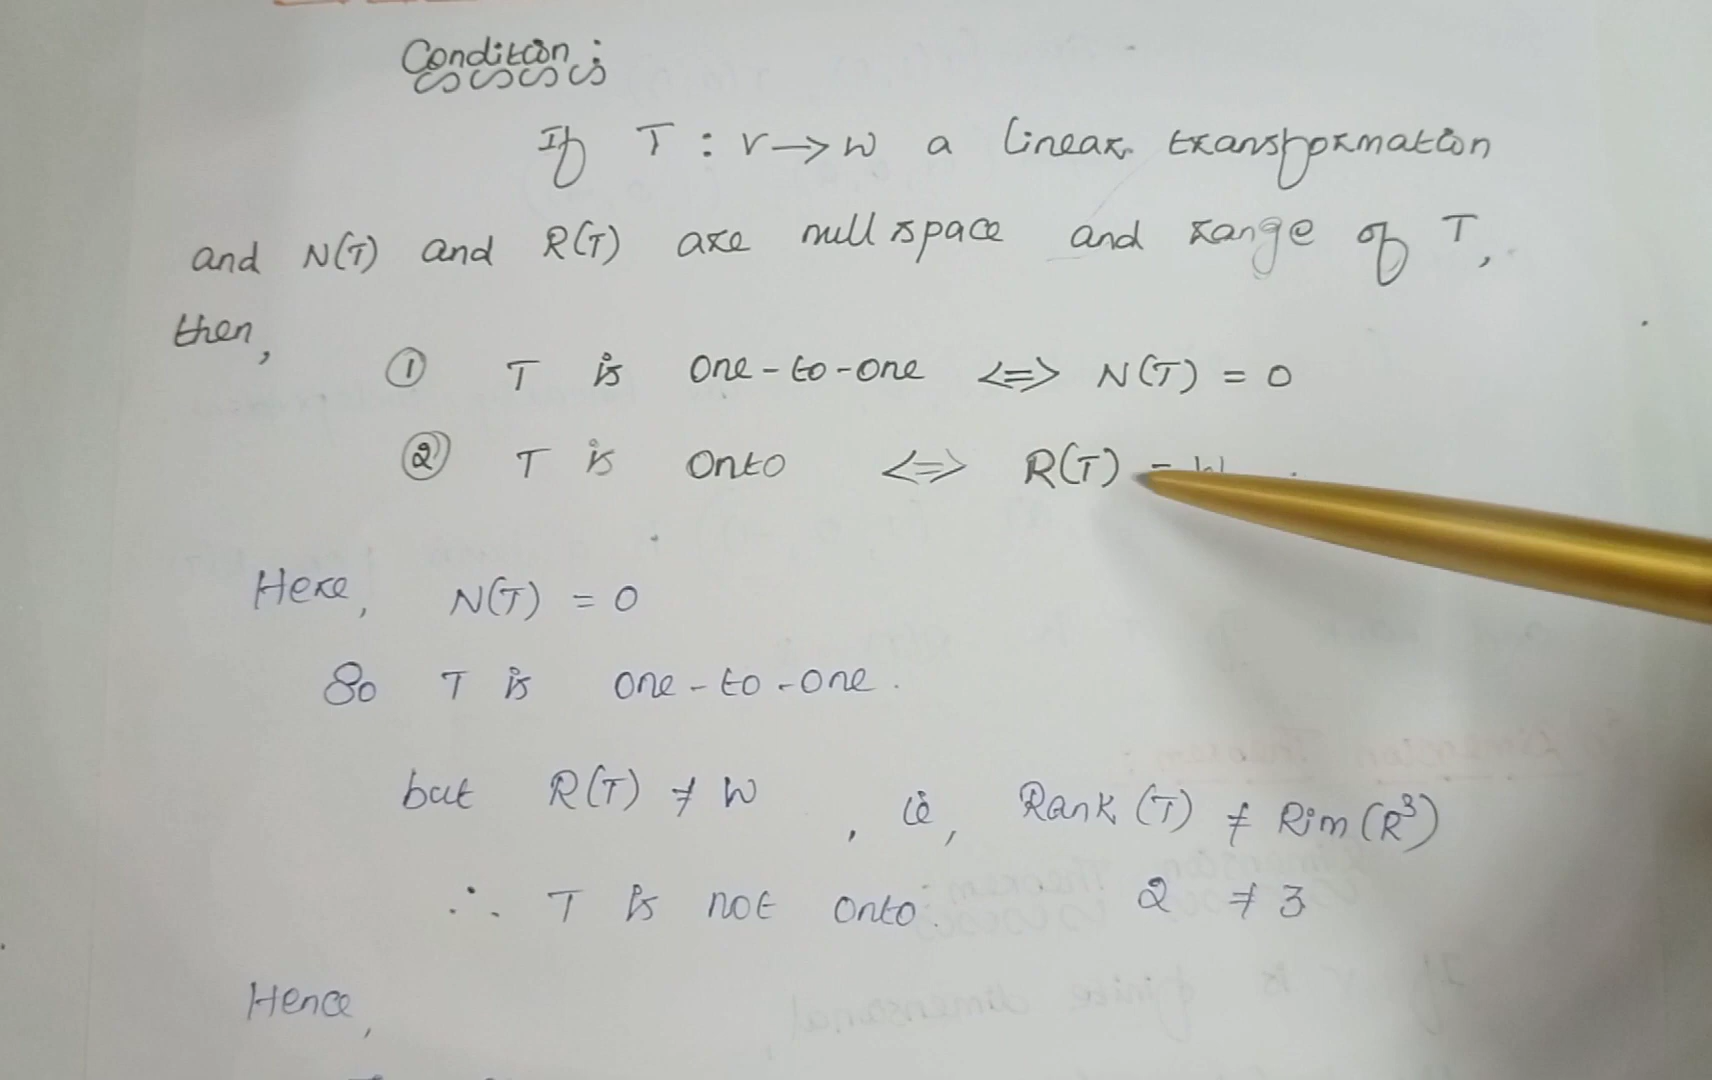 Condition :
If T : V → W a linear transformation
and N(T) and R(T) are null space and range of T,
then,
① T is one-to-one <=> N(T) = 0
② T is onto <=> R(T) = W .
Here, N(T) = 0
So T is one-to-one .
but R(T) ≠ W , ie, Rank (T) ≠ Rim (R³)
∴ T is not onto. 2 ≠ 3
Hence,